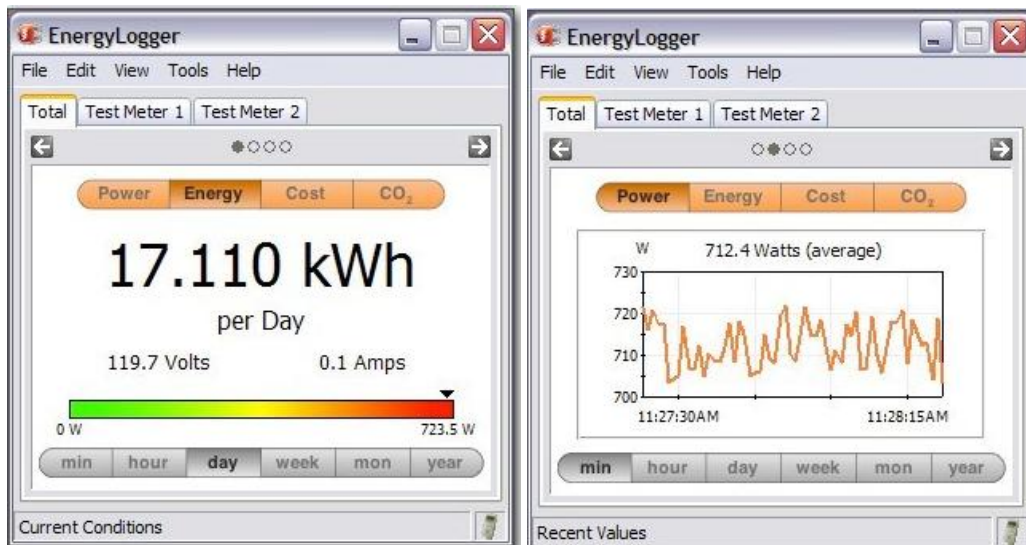 EnergyLogger
File Edit View Tools Help
Total Test Meter 1 Test Meter 2
Power Energy Cost CO₂
17.110 kWh
per Day
119.7 Volts 0.1 Amps
0 W 723.5 W
min hour day week mon year
Current Conditions
EnergyLogger
File Edit View Tools Help
Total Test Meter 1 Test Meter 2
Power Energy Cost CO₂
W 712.4 Watts (average)
730
720
710
700
11:27:30AM 11:28:15AM
min hour day week mon year
Recent Values